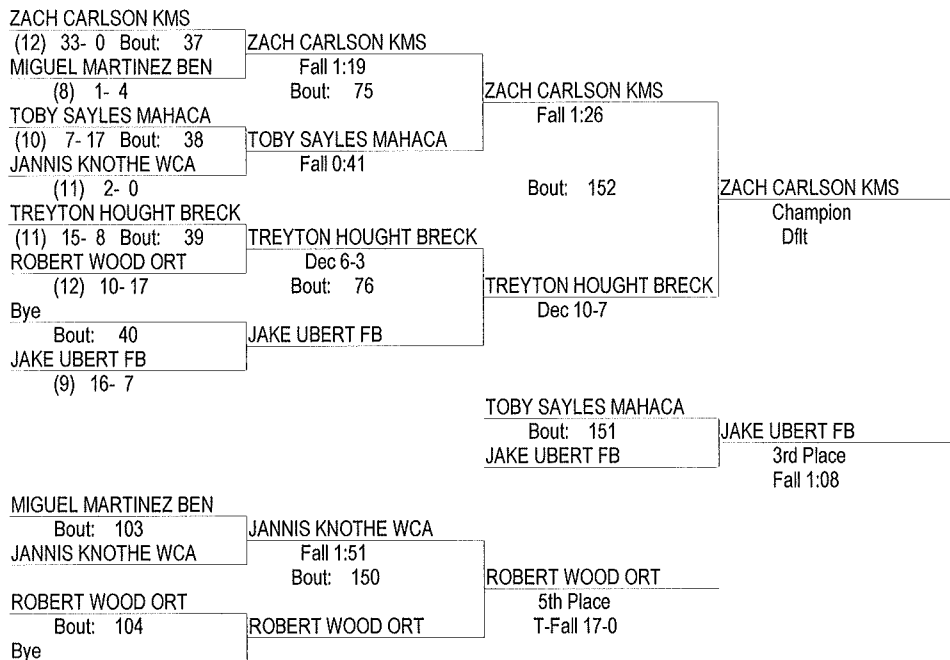 ZACH CARLSON KMS
(12) 33- 0 Bout: 37
MIGUEL MARTINEZ BEN
(8) 1- 4
TOBY SAYLES MAHACA
(10) 7- 17 Bout: 38
JANNIS KNOTHE WCA
(11) 2- 0
TREYTON HOUGHT BRECK
(11) 15- 8 Bout: 39
ROBERT WOOD ORT
(12) 10- 17
Bye
Bout: 40
JAKE UBERT FB
(9) 16- 7
ZACH CARLSON KMS
Fall 1:19
Bout: 75
TOBY SAYLES MAHACA
Fall 0:41
TREYTON HOUGHT BRECK
Dec 6-3
Bout: 76
JAKE UBERT FB
ZACH CARLSON KMS
Fall 1:26
Bout: 152
TREYTON HOUGHT BRECK
Dec 10-7
ZACH CARLSON KMS
Champion
Dflt
TOBY SAYLES MAHACA
Bout: 151
JAKE UBERT FB
JAKE UBERT FB
3rd Place
Fall 1:08
MIGUEL MARTINEZ BEN
Bout: 103
JANNIS KNOTHE WCA
ROBERT WOOD ORT
Bout: 104
Bye
JANNIS KNOTHE WCA
Fall 1:51
Bout: 150
ROBERT WOOD ORT
ROBERT WOOD ORT
5th Place
T-Fall 17-0